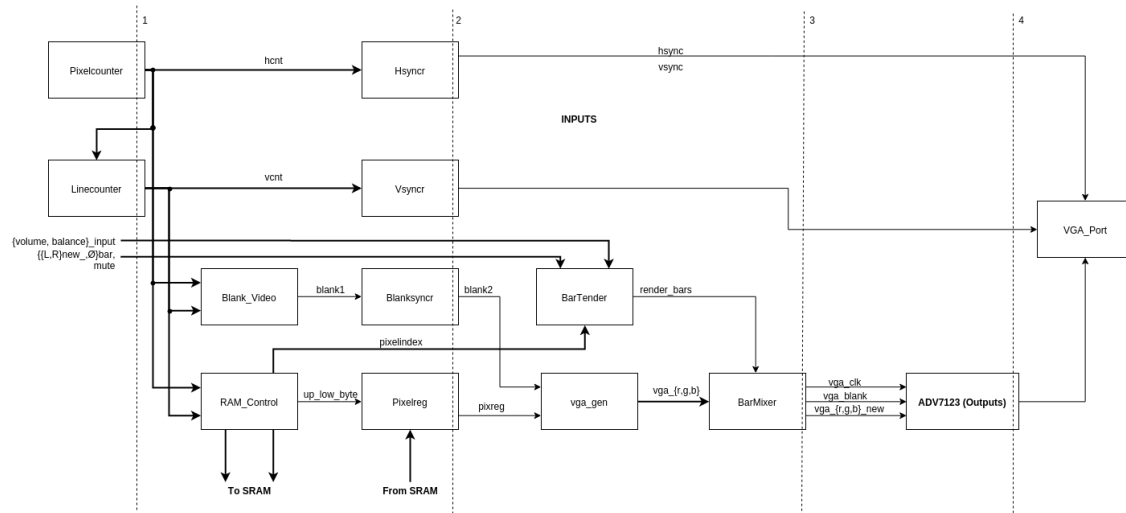 1
2
3
4
Pixelcounter
hcnt
Hsyncr
hsync
vsync
INPUTS
Linecounter
vcnt
Vsyncr
VGA_Port
{volume, balance}_input
{{L,R}new_,Ø}bar,
mute
Blank_Video
blank1
Blanksyncr
blank2
BarTender
render_bars
pixelindex
RAM_Control
up_low_byte
Pixelreg
pixreg
vga_gen
vga_{r,g,b}
BarMixer
vga_clk
vga_blank
vga_{r,g,b}_new
ADV7123 (Outputs)
To SRAM
From SRAM